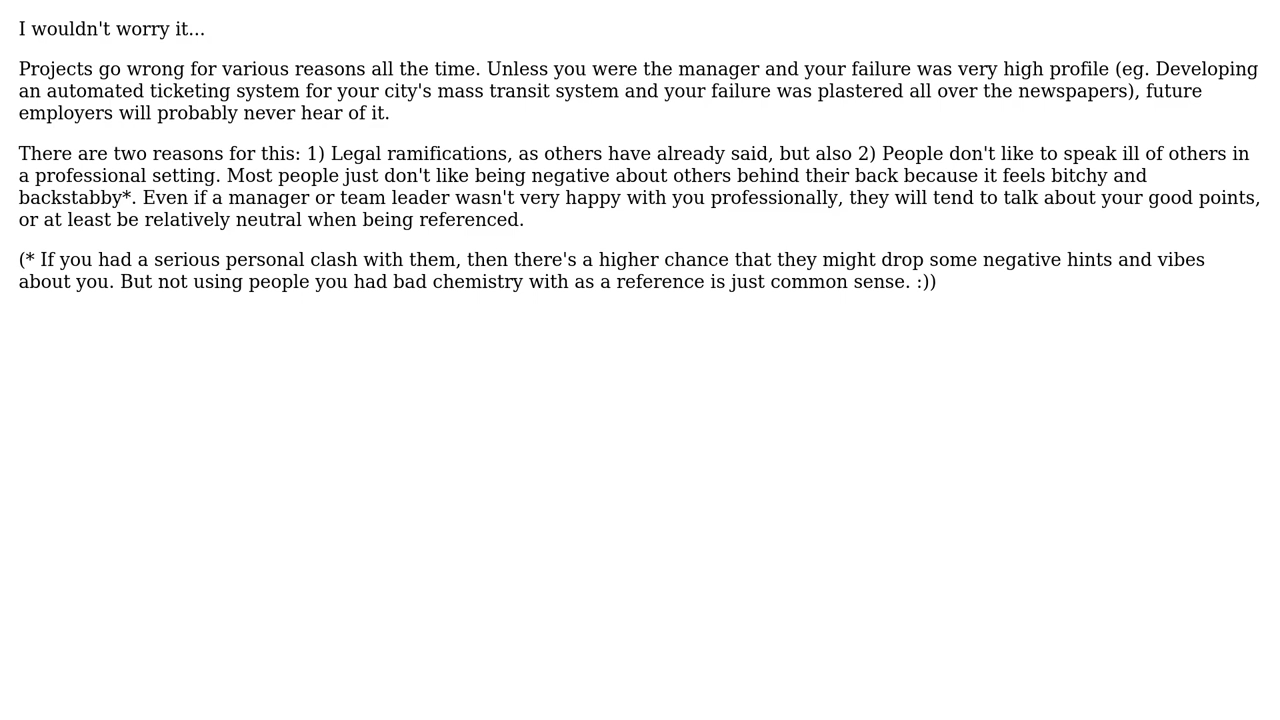 I wouldn't worry it...
Projects go wrong for various reasons all the time. Unless you were the manager and your failure was very high profile (eg. Developing
an automated ticketing system for your city's mass transit system and your failure was plastered all over the newspapers), future
employers will probably never hear of it.
There are two reasons for this: 1) Legal ramifications, as others have already said, but also 2) People don't like to speak ill of others in
a professional setting. Most people just don't like being negative about others behind their back because it feels bitchy and
backstabby*. Even if a manager or team leader wasn't very happy with you professionally, they will tend to talk about your good points,
or at least be relatively neutral when being referenced.
(* If you had a serious personal clash with them, then there's a higher chance that they might drop some negative hints and vibes
about you. But not using people you had bad chemistry with as a reference is just common sense. :))